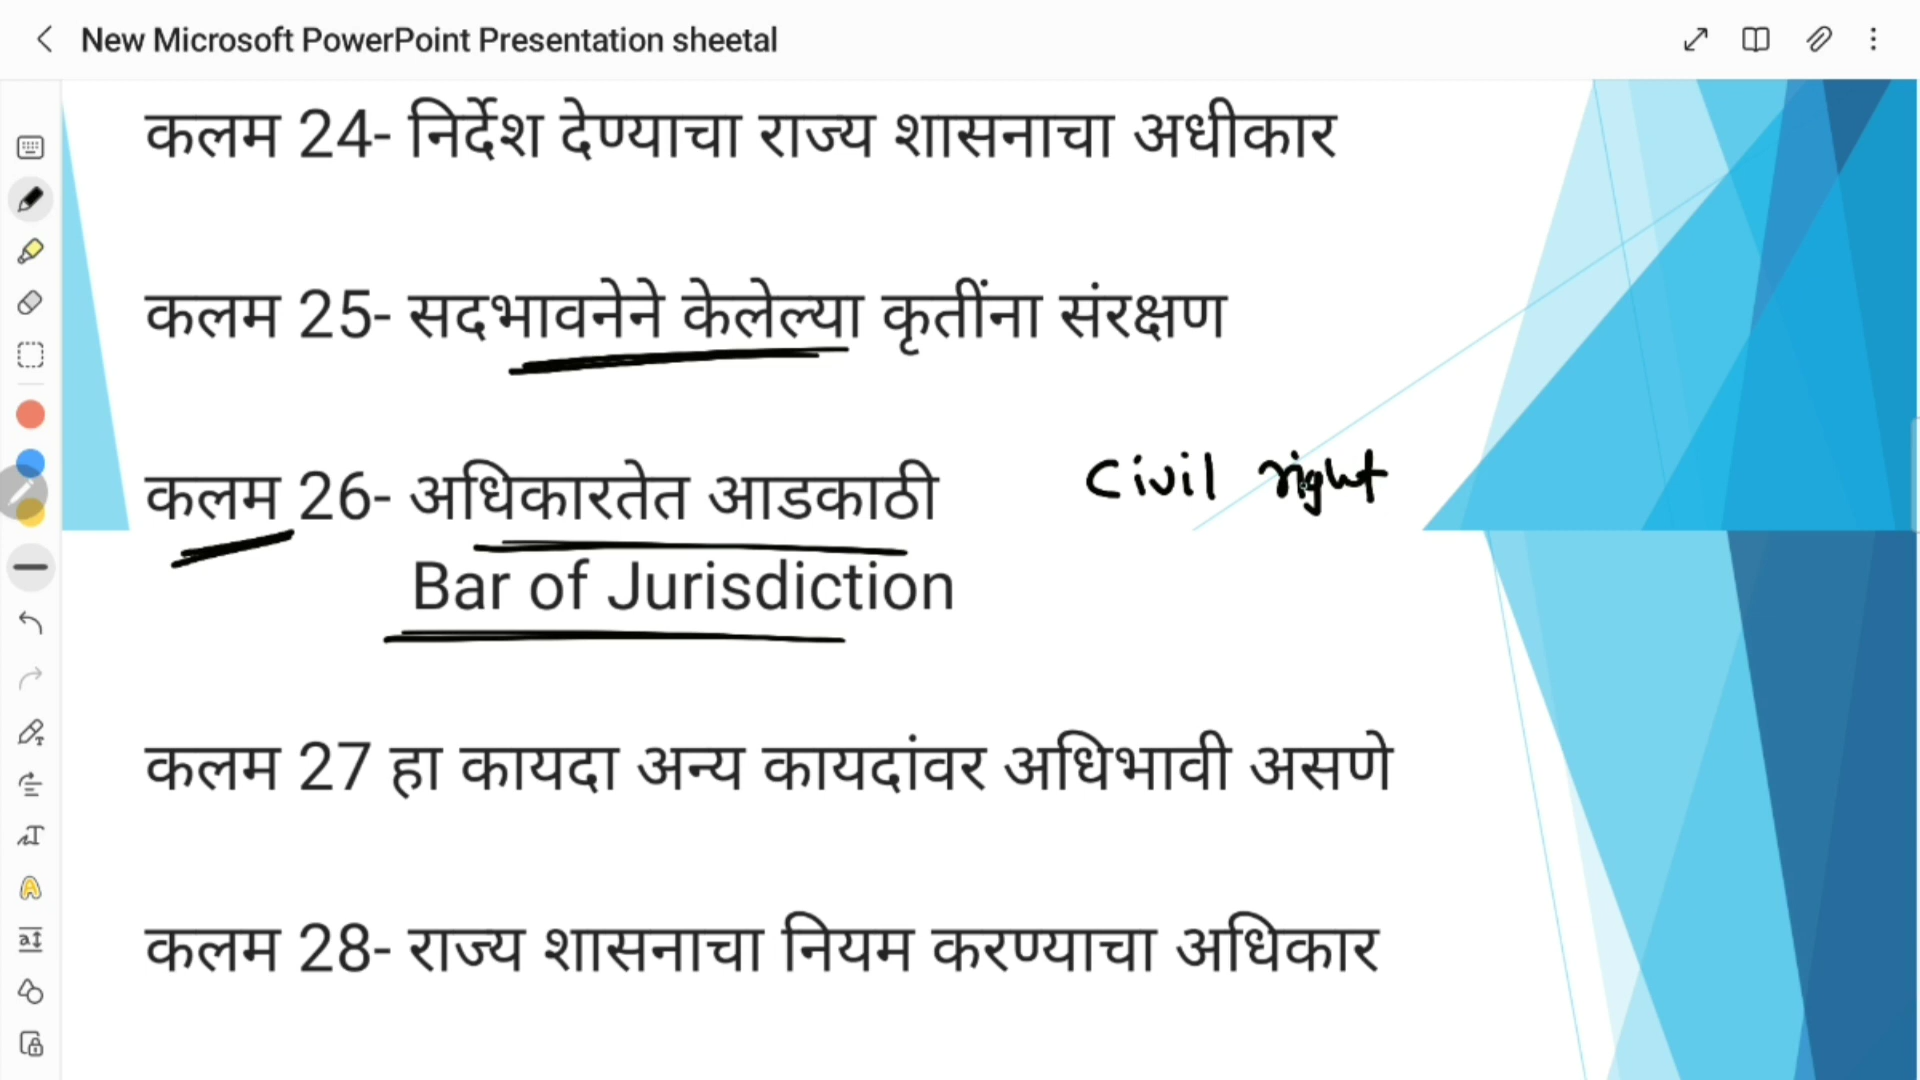 New Microsoft PowerPoint Presentation sheetal
कलम 24- निर्देश देण्याचा राज्य शासनाचा अधीकार
कलम 25- सदभावनेने केलेल्या कृतींना संरक्षण
कलम 26- अधिकारतेत आडकाठी
Civil right
Bar of Jurisdiction
कलम 27 हा कायदा अन्य कायदांवर अधिभावी असणे
कलम 28- राज्य शासनाचा नियम करण्याचा अधिकार